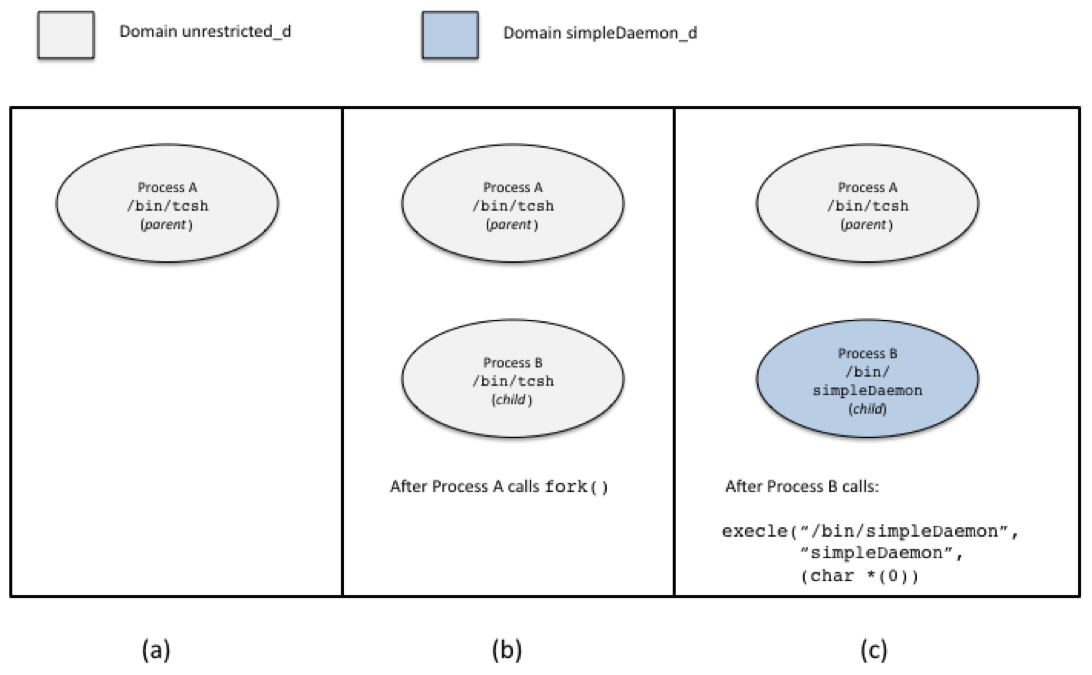 Domain unrestricted_d
Domain simpleDaemon_d
Process A
/bin/tcsh
(parent)
Process A
/bin/tcsh
(parent)
Process B
/bin/tcsh
(child)
After Process A calls fork()
Process A
/bin/tcsh
(parent)
Process B
/bin/
simpleDaemon
(child)
After Process B calls:
execle(“/bin/simpleDaemon”,
“simpleDaemon”,
(char *(0))
(a)
(b)
(c)